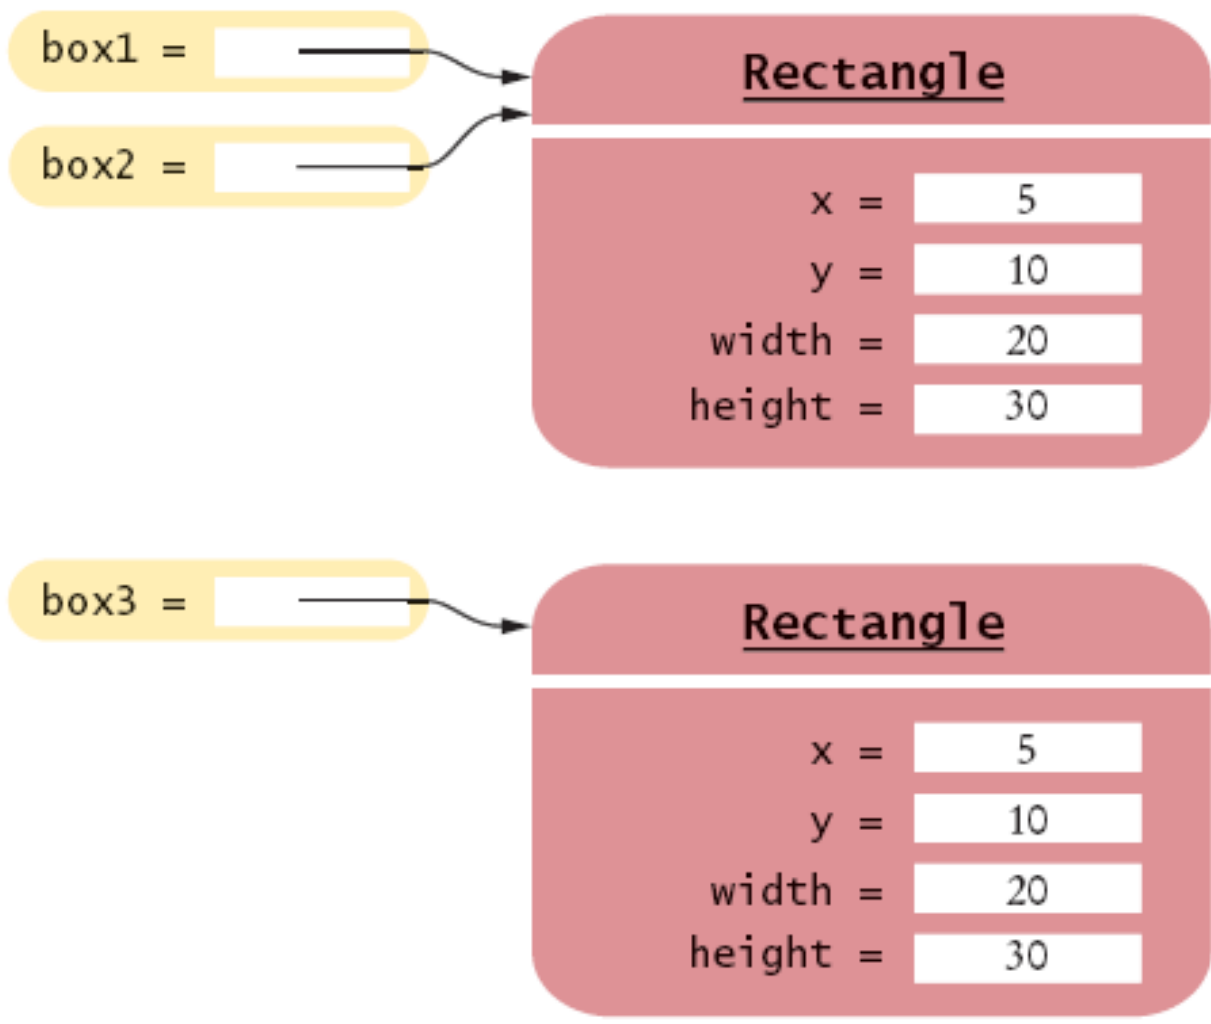 box1 =
box2 =
Rectangle
x = 5
y = 10
width = 20
height = 30
box3 =
Rectangle
x = 5
y = 10
width = 20
height = 30